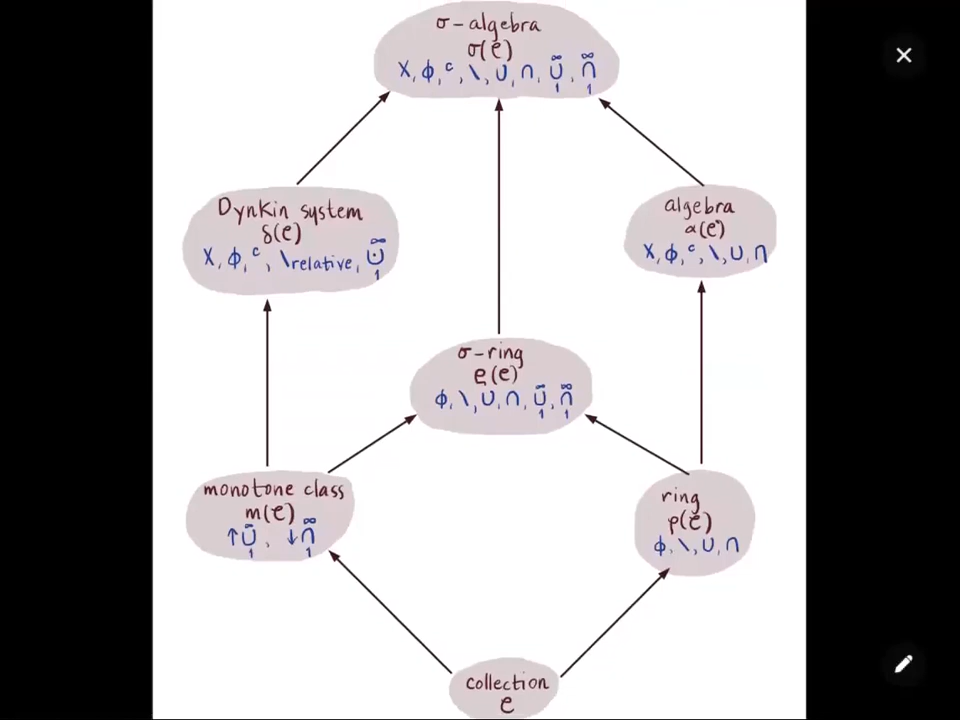 σ-algebra
σ(e)
X, ϕ, c, \, ∪, ∩, ∞∪1, ∞∩1
Dynkin system
δ(e)
X, ϕ, c, \relative, ∞⊍1
algebra
α(e)
X, ϕ, c, \, ∪, ∩
σ-ring
ϱ(e)
ϕ, \, ∪, ∩, ∞∪1, ∞∩1
monotone class
m(e)
↑∞∪1, ↓∞∩1
ring
ρ(e)
ϕ, \, ∪, ∩
collection
e